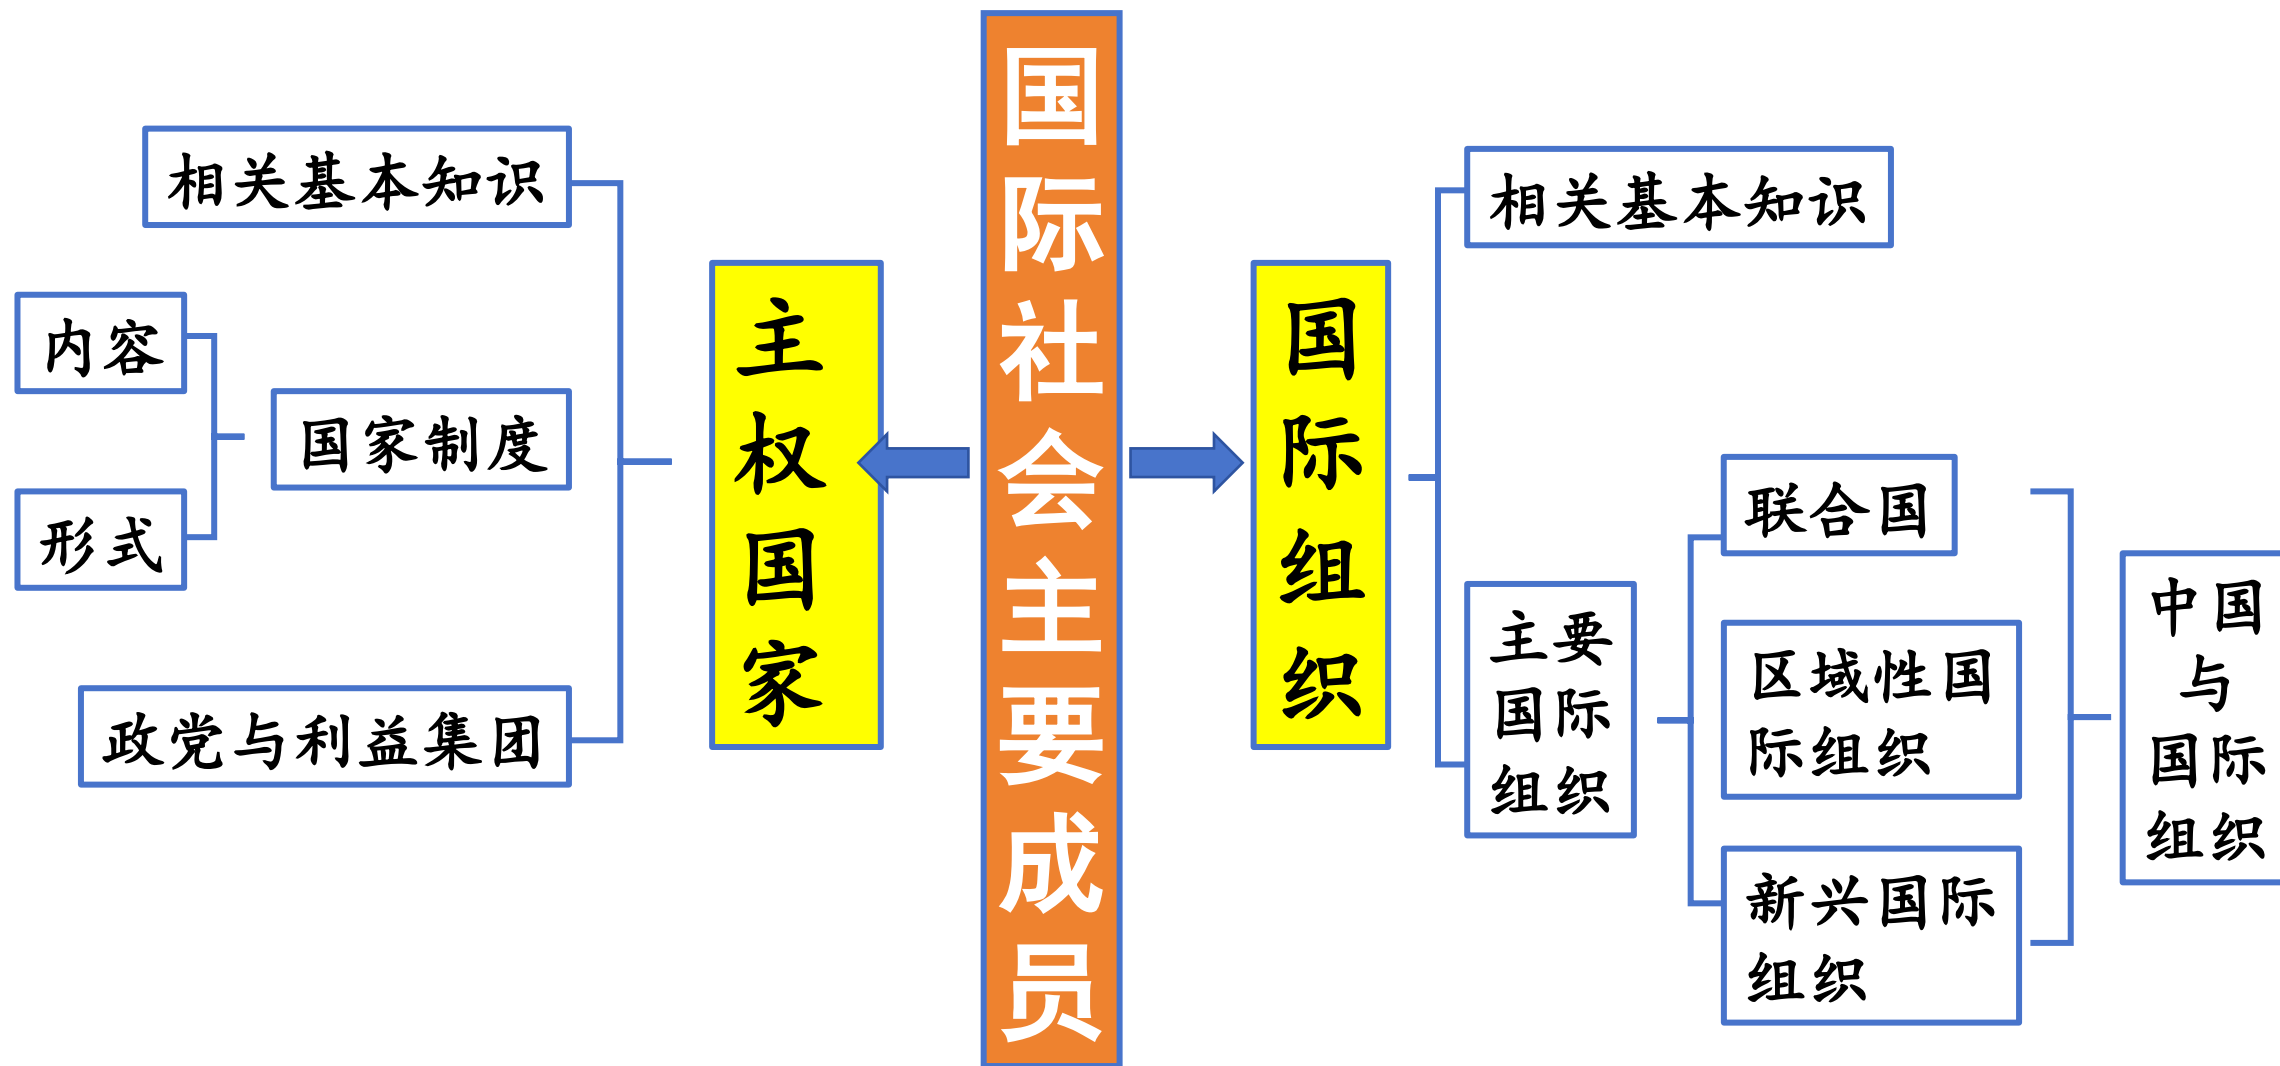 国际社会主要成员
主权国家
相关基本知识
国家制度
内容
形式
政党与利益集团
国际组织
相关基本知识
主要
国际
组织
联合国
区域性国
际组织
新兴国际
组织
中国
与
国际
组织